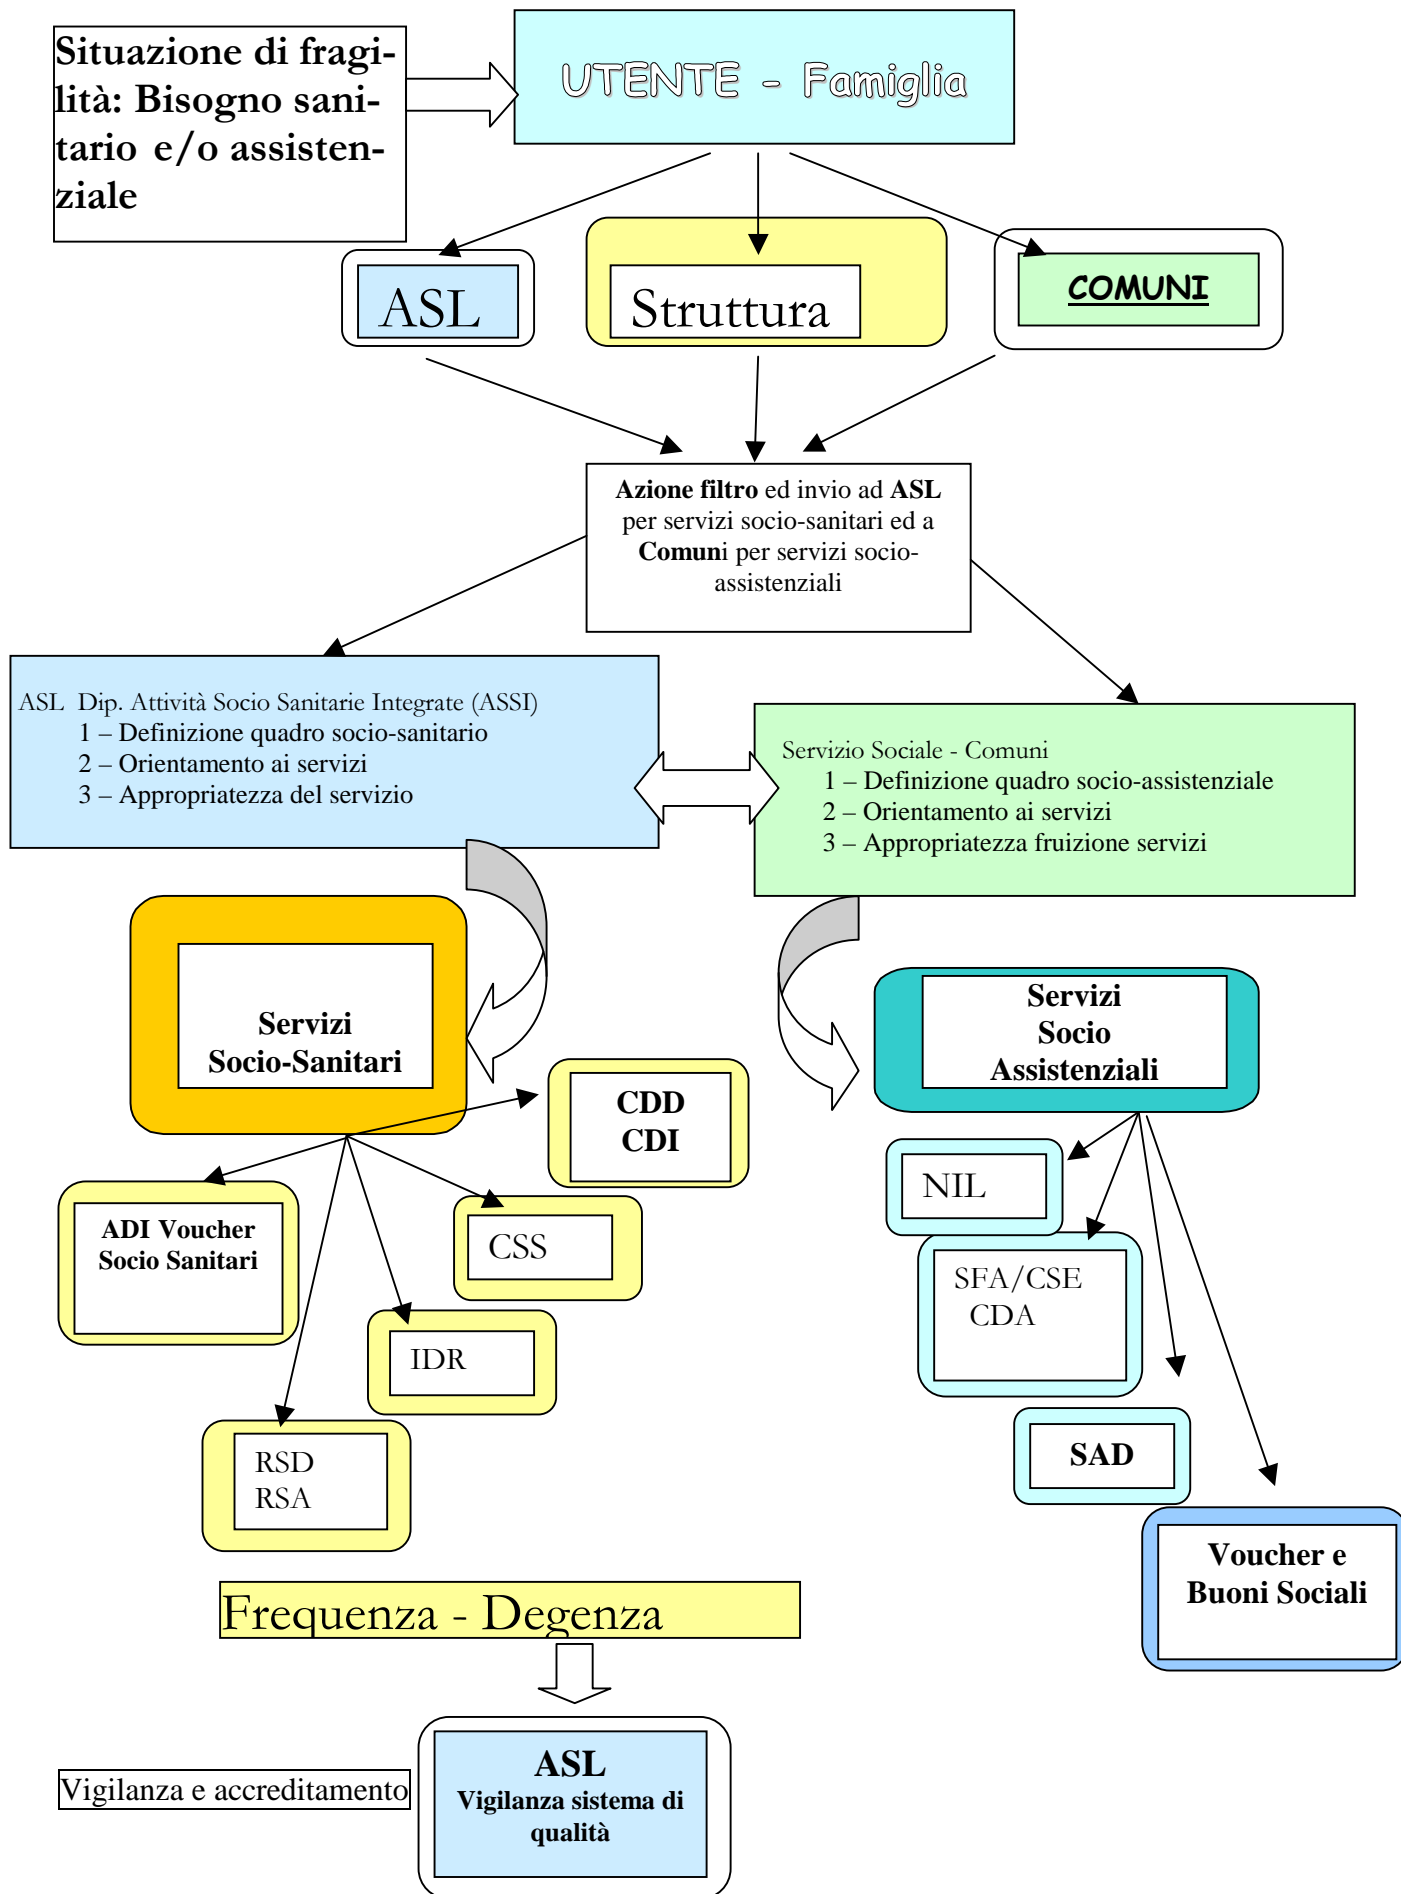 Situazione di fragi-
lità: Bisogno sani-
tario e/o assisten-
ziale
UTENTE - Famiglia
ASL
Struttura
COMUNI
Azione filtro ed invio ad ASL
per servizi socio-sanitari ed a
Comuni per servizi socio-
assistenziali
ASL Dip. Attività Socio Sanitarie Integrate (ASSI)
1 – Definizione quadro socio-sanitario
2 – Orientamento ai servizi
3 – Appropriatezza del servizio
Servizio Sociale - Comuni
1 – Definizione quadro socio-assistenziale
2 – Orientamento ai servizi
3 – Appropriatezza fruizione servizi
Servizi
Socio-Sanitari
Servizi
Socio
Assistenziali
CDD
CDI
NIL
ADI Voucher
Socio Sanitari
CSS
SFA/CSE
CDA
IDR
RSD
RSA
SAD
Voucher e
Buoni Sociali
Frequenza - Degenza
Vigilanza e accreditamento
ASL
Vigilanza sistema di
qualità